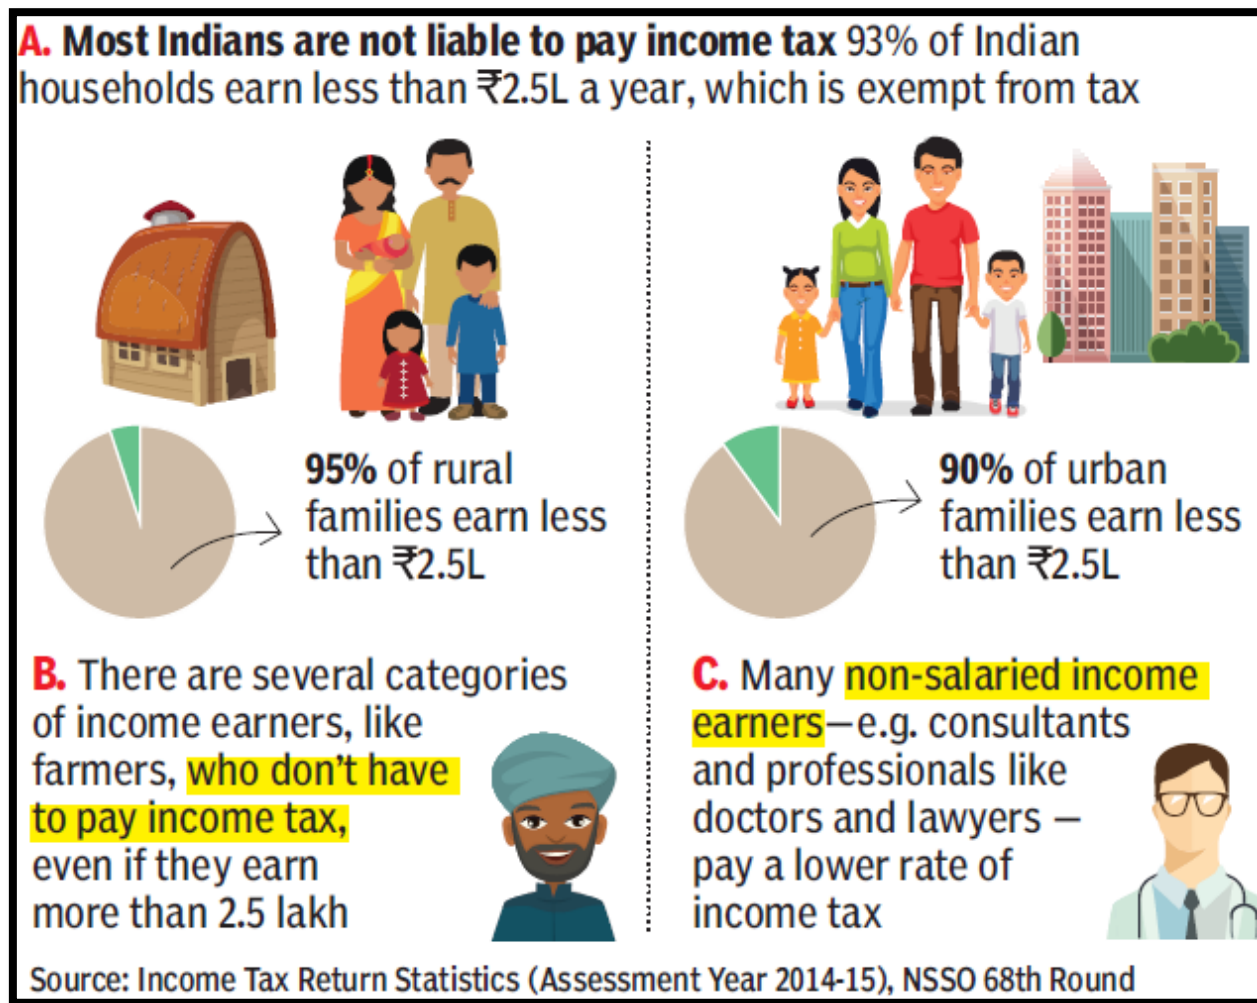 A. Most Indians are not liable to pay income tax 93% of Indian
households earn less than ₹2.5L a year, which is exempt from tax
95% of rural
families earn less
than ₹2.5L
90% of urban
families earn less
than ₹2.5L
B. There are several categories
of income earners, like
farmers, who don't have
to pay income tax,
even if they earn
more than 2.5 lakh
C. Many non-salaried income
earners—e.g. consultants
and professionals like
doctors and lawyers —
pay a lower rate of
income tax
Source: Income Tax Return Statistics (Assessment Year 2014-15), NSSO 68th Round